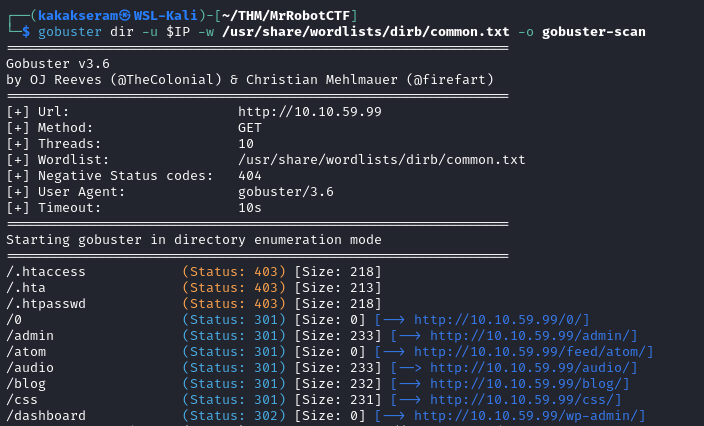 ┌──(kakakseram㉿WSL-Kali)-[~/THM/MrRobotCTF]
└─$ gobuster dir -u $IP -w /usr/share/wordlists/dirb/common.txt -o gobuster-scan
===============================================================
Gobuster v3.6
by OJ Reeves (@TheColonial) & Christian Mehlmauer (@firefart)
===============================================================
[+] Url:                     http://10.10.59.99
[+] Method:                  GET
[+] Threads:                 10
[+] Wordlist:                /usr/share/wordlists/dirb/common.txt
[+] Negative Status codes:   404
[+] User Agent:              gobuster/3.6
[+] Timeout:                 10s
===============================================================
Starting gobuster in directory enumeration mode
===============================================================
/.htaccess            (Status: 403) [Size: 218]
/.hta                 (Status: 403) [Size: 213]
/.htpasswd            (Status: 403) [Size: 218]
/0                    (Status: 301) [Size: 0] [--> http://10.10.59.99/0/]
/admin                (Status: 301) [Size: 233] [--> http://10.10.59.99/admin/]
/atom                 (Status: 301) [Size: 0] [--> http://10.10.59.99/feed/atom/]
/audio                (Status: 301) [Size: 233] [--> http://10.10.59.99/audio/]
/blog                 (Status: 301) [Size: 232] [--> http://10.10.59.99/blog/]
/css                  (Status: 301) [Size: 231] [--> http://10.10.59.99/css/]
/dashboard            (Status: 302) [Size: 0] [--> http://10.10.59.99/wp-admin/]